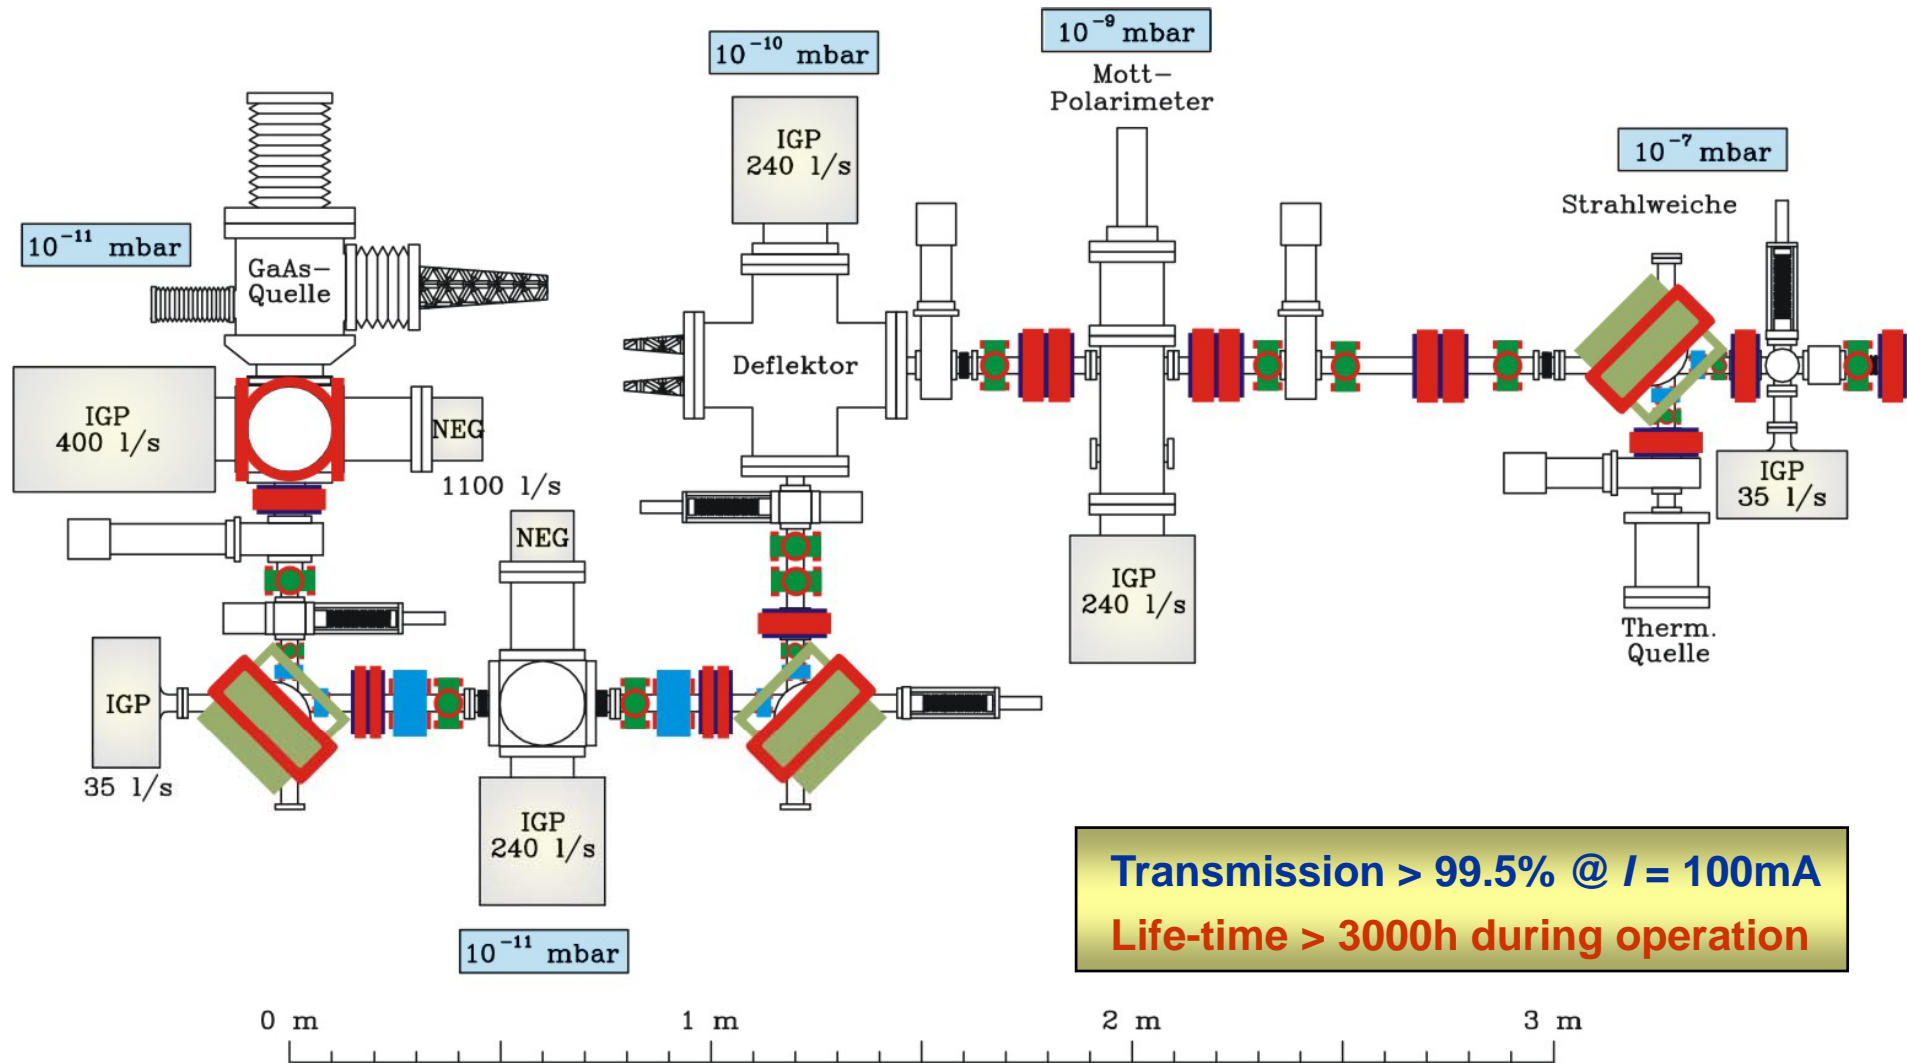 10⁻⁹ mbar
10⁻¹⁰ mbar
Mott-
Polarimeter
IGP
240 l/s
10⁻⁷ mbar
Strahlweiche
10⁻¹¹ mbar
GaAs-
Quelle
Deflektor
IGP
400 l/s
NEG
1100 l/s
IGP
35 l/s
NEG
IGP
240 l/s
Therm.
Quelle
IGP
35 l/s
IGP
240 l/s
10⁻¹¹ mbar
Transmission > 99.5% @ I = 100mA
Life-time > 3000h during operation
0 m
1 m
2 m
3 m